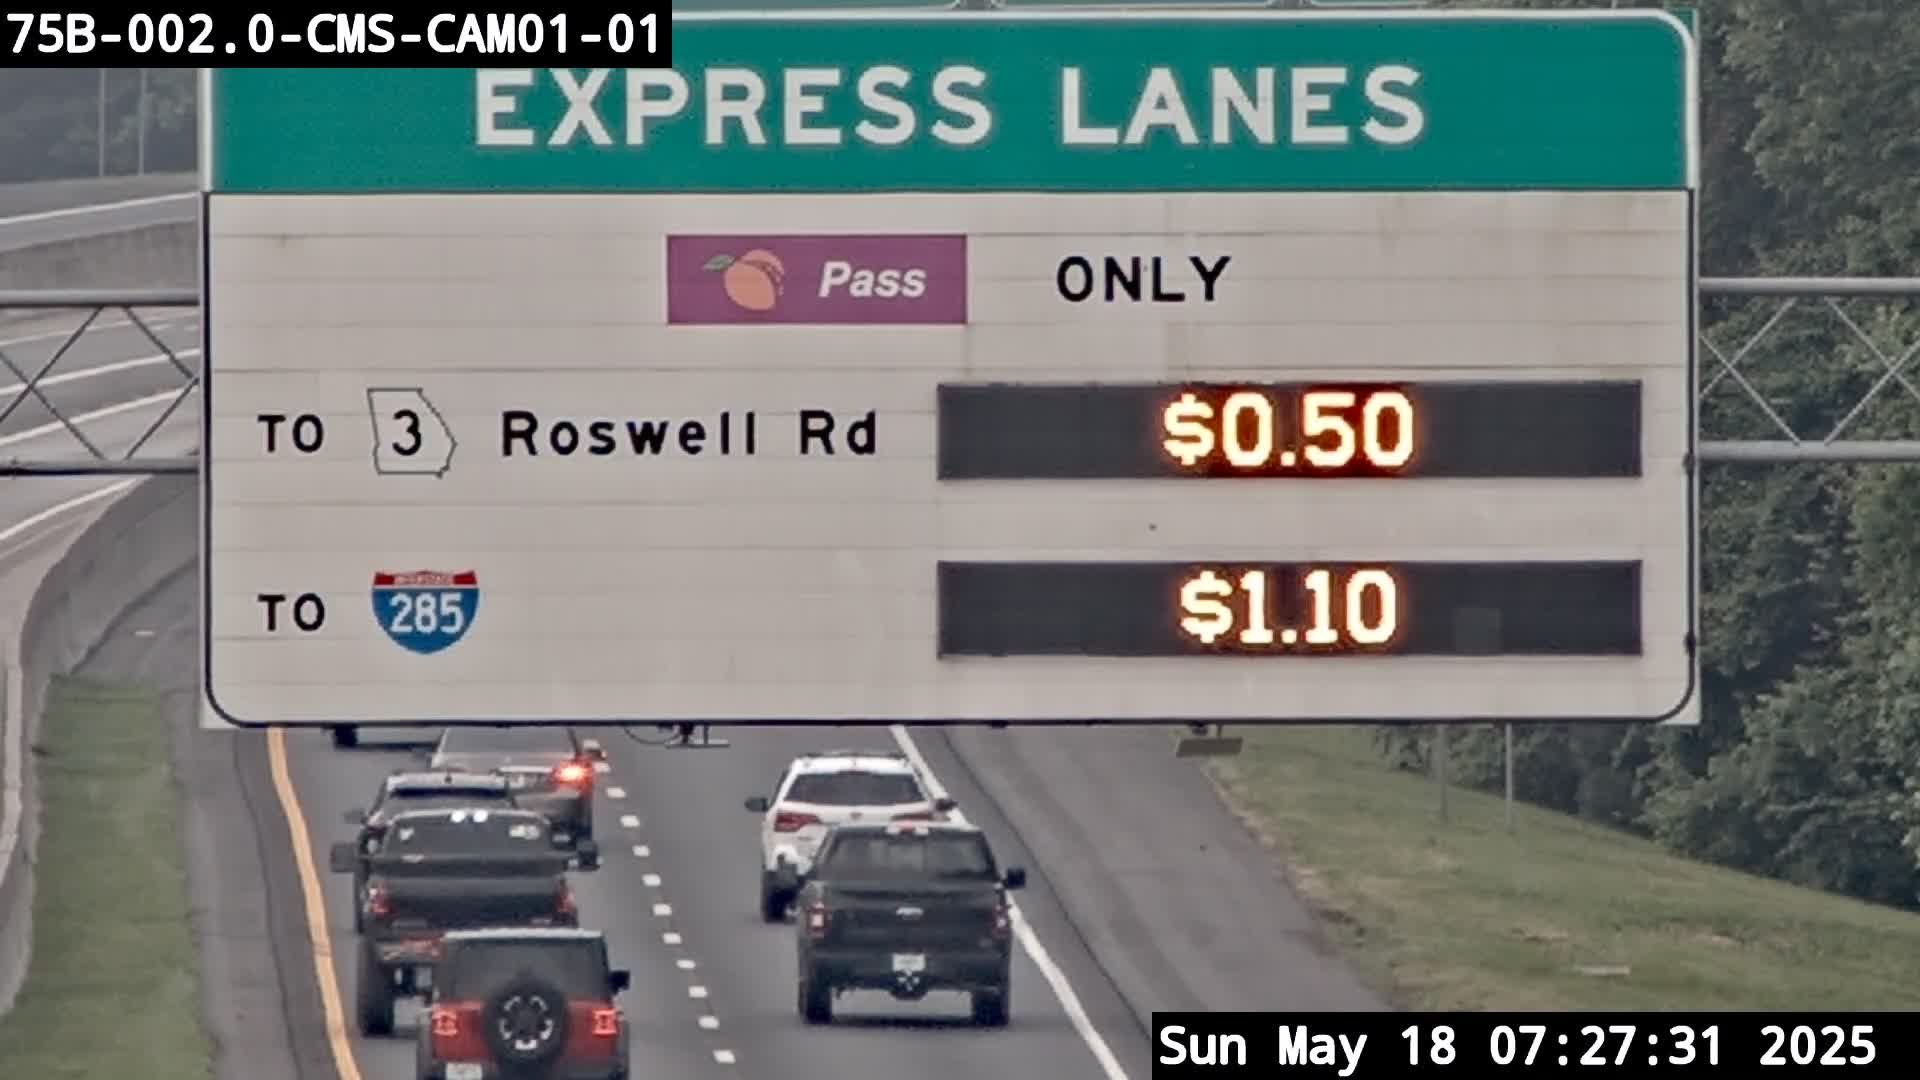 75B-002.0-CMS-CAM01-01
EXPRESS LANES
Pass ONLY
TO 3 Roswell Rd $0.50
TO INTERSTATE 285 $1.10
Sun May 18 07:27:31 2025